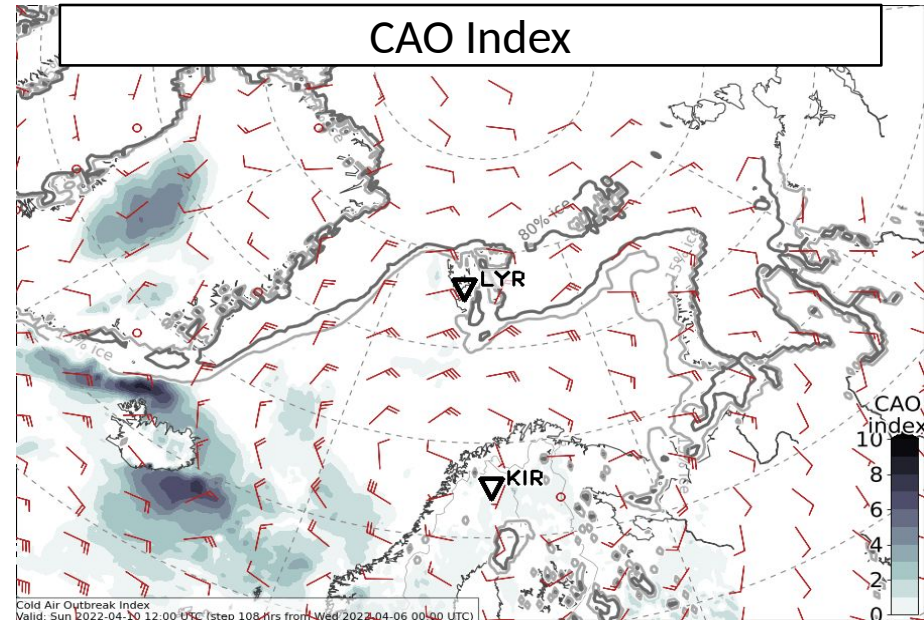 CAO Index
80% ice
LYR
15% ice
15% ice
KIR
CAO
index
10
8
6
4
2
0
Cold Air Outbreak Index
Valid: Sun 2022-04-10 12:00 UTC (step 108 hrs from Wed 2022-04-06 00:00 UTC)